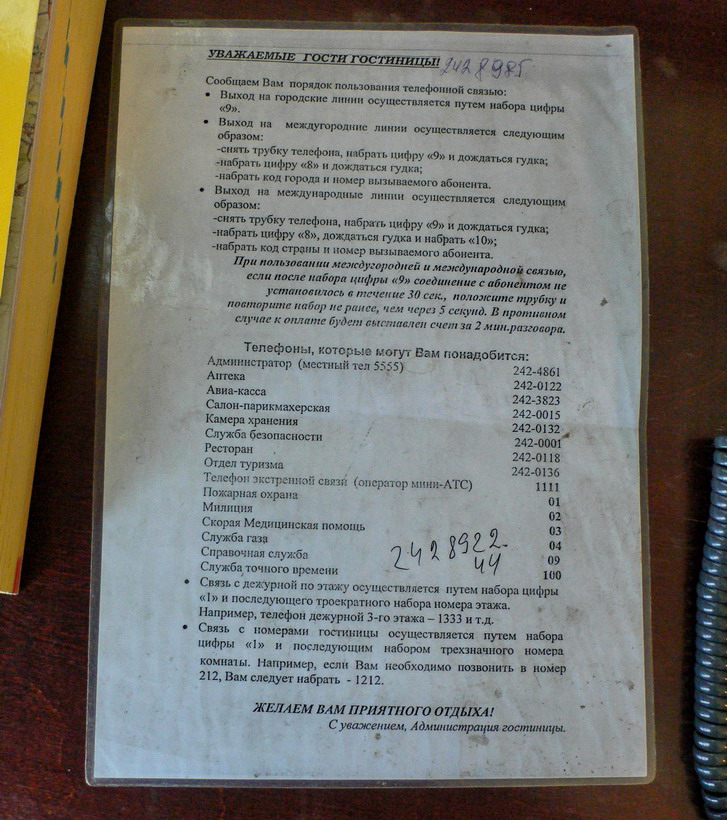 УВАЖАЕМЫЕ ГОСТИ ГОСТИНИЦЫ! 2428985
Сообщаем Вам порядок пользования телефонной связью:
• Выход на городские линии осуществляется путем набора цифры
«9».
• Выход на междугородние линии осуществляется следующим
образом:
-снять трубку телефона, набрать цифру «9» и дождаться гудка;
-набрать цифру «8» и дождаться гудка;
-набрать код города и номер вызываемого абонента.
• Выход на международные линии осуществляется следующим
образом:
-снять трубку телефона, набрать цифру «9» и дождаться гудка;
-набрать цифру «8», дождаться гудка и набрать «10»;
-набрать код страны и номер вызываемого абонента.
При пользовании междугородней и международной связью,
если после набора цифры «9» соединение с абонентом не
установилось в течение 30 сек., положите трубку и
повторите набор не ранее, чем через 5 секунд. В противном
случае к оплате будет выставлен счет за 2 мин.разговора.
Телефоны, которые могут Вам понадобится:
Администратор (местный тел 5555) 242-4861
Аптека 242-0122
Авиа-касса 242-3823
Салон-парикмахерская 242-0015
Камера хранения 242-0132
Служба безопасности 242-0001
Ресторан 242-0118
Отдел туризма 242-0136
Телефон экстренной связи (оператор мини-АТС) 1111
Пожарная охрана 01
Милиция 02
Скорая Медицинская помощь 03
Служба газа 04
Справочная служба 09
Служба точного времени 100
2428922
44
• Связь с дежурной по этажу осуществляется путем набора цифры
«1» и последующего троекратного набора номера этажа.
Например, телефон дежурной 3-го этажа – 1333 и т.д.
• Связь с номерами гостиницы осуществляется путем набора
цифры «1» и последующим набором трехзначного номера
комнаты. Например, если Вам необходимо позвонить в номер
212, Вам следует набрать - 1212.
ЖЕЛАЕМ ВАМ ПРИЯТНОГО ОТДЫХА!
С уважением, Администрация гостиницы.